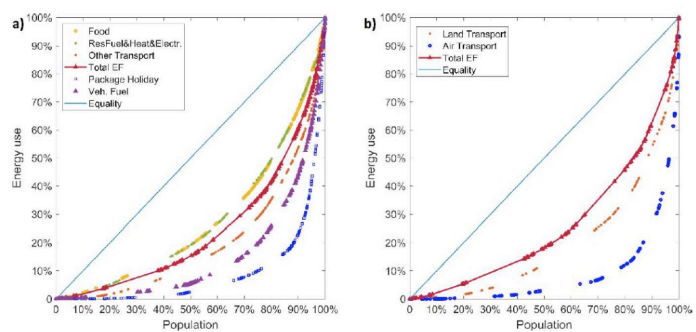 a)
100%
90%
80%
70%
60%
50%
40%
30%
20%
10%
0
Energy use
Food
ResFuel&Heat&Electr.
Other Transport
Total EF
Package Holiday
Veh. Fuel
Equality
0 10% 20% 30% 40% 50% 60% 70% 80% 90% 100%
Population
b)
100%
90%
80%
70%
60%
50%
40%
30%
20%
10%
0
Energy use
Land Transport
Air Transport
Total EF
Equality
0 10% 20% 30% 40% 50% 60% 70% 80% 90% 100%
Population